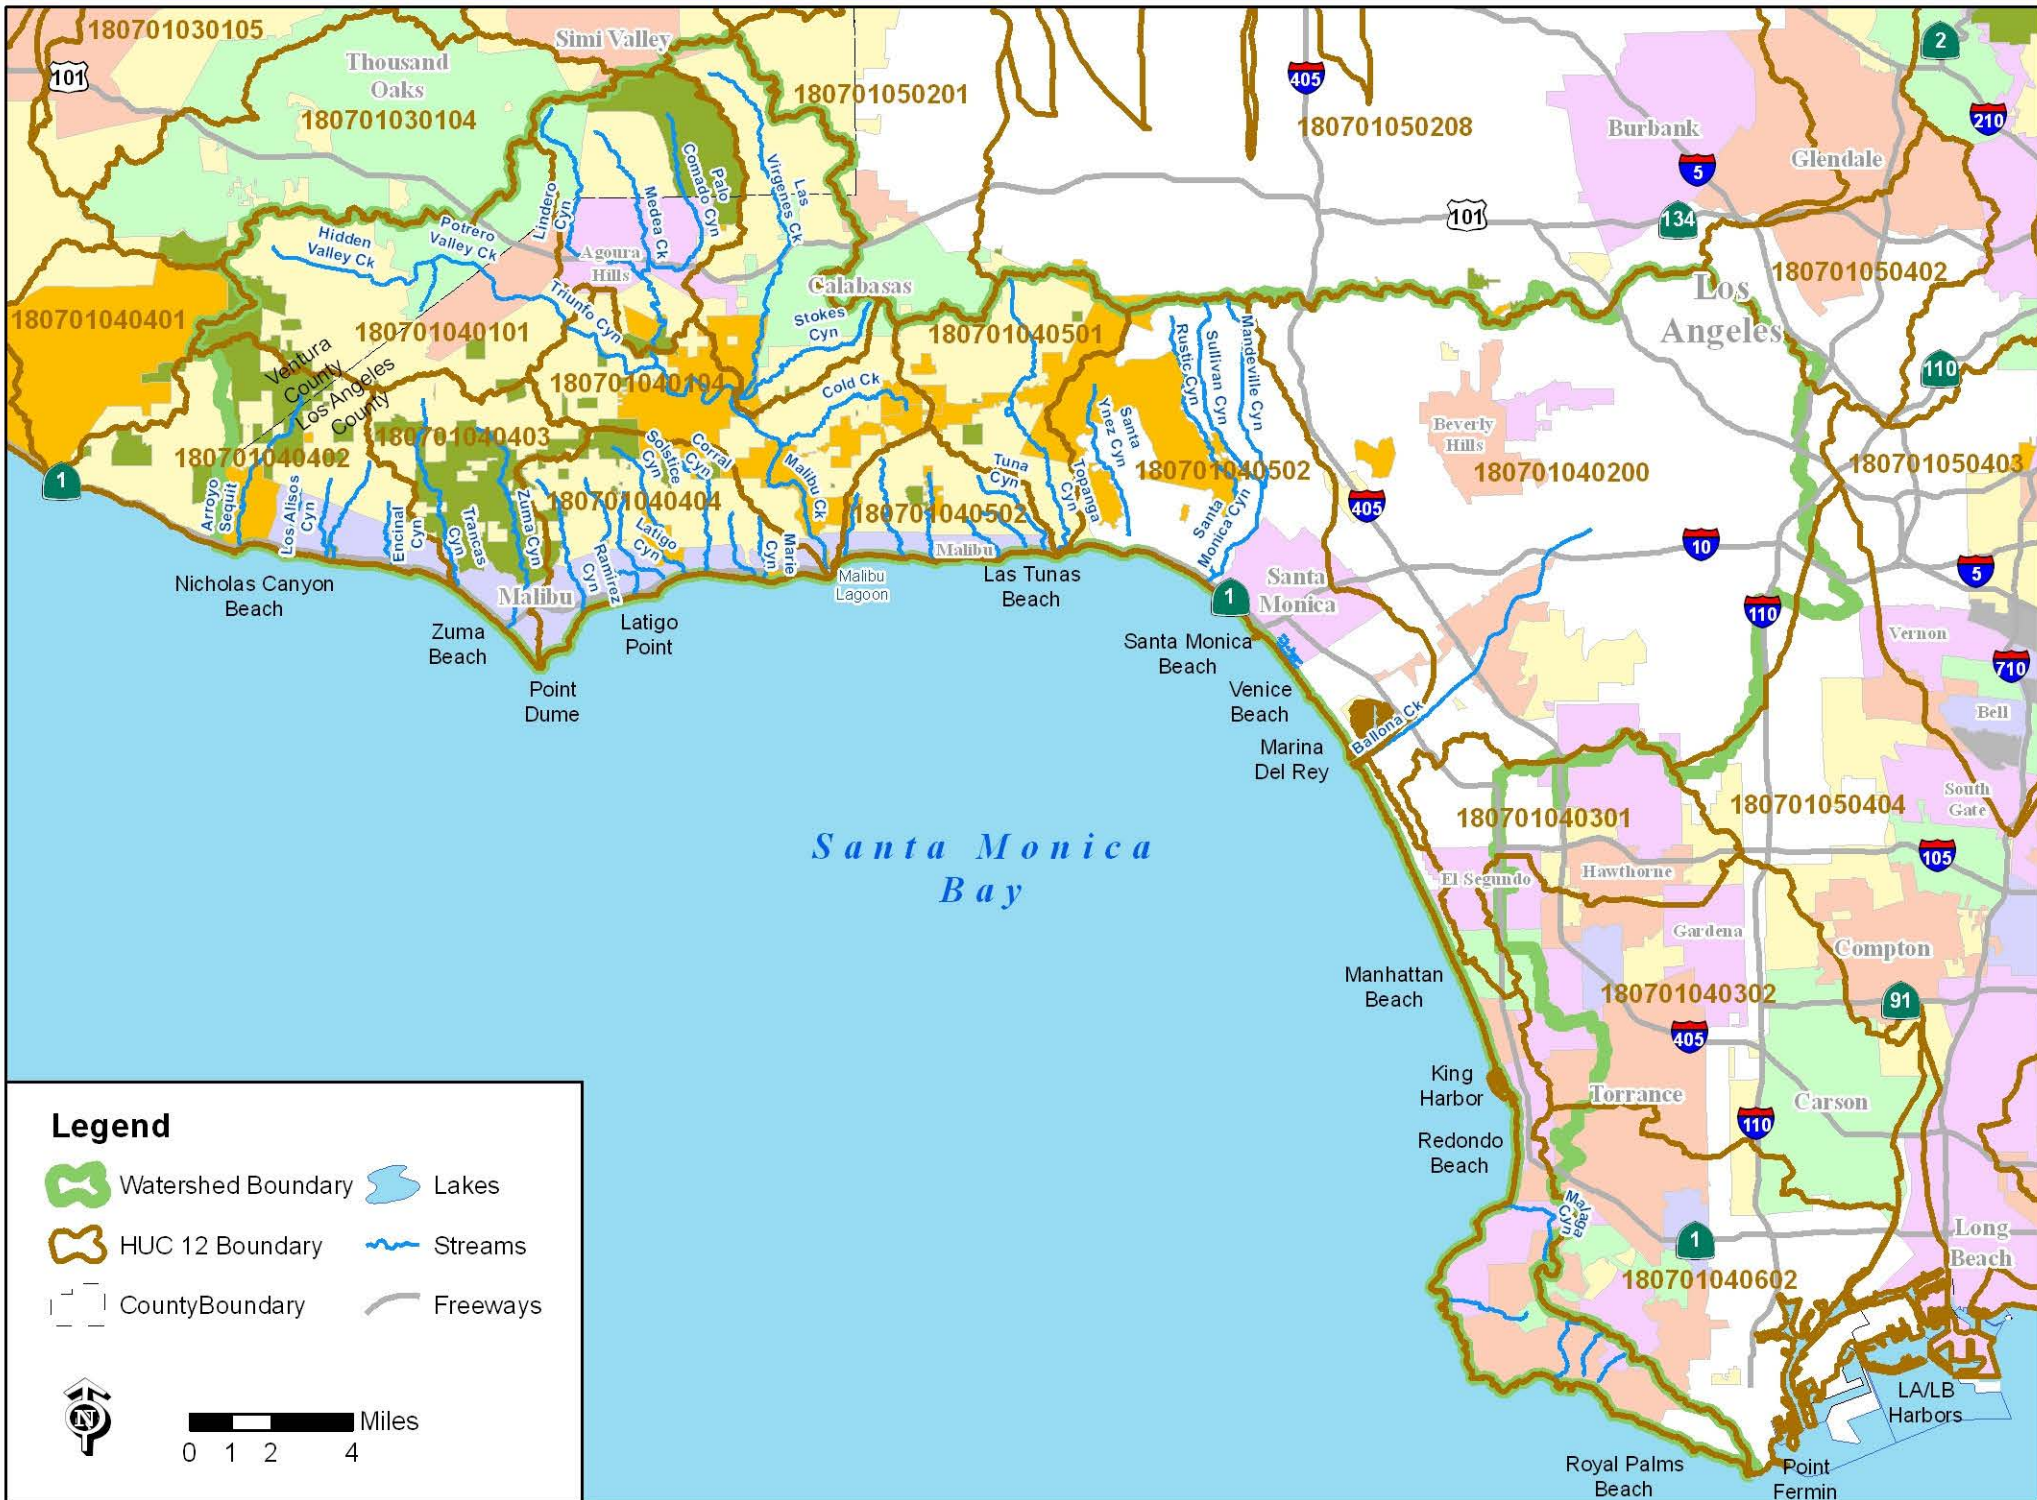 180701030105
Simi Valley
Thousand
Oaks
101
180701030104
180701050201
405
180701050208
Burbank
Glendale
2
210
5
134
101
Lindero
Cyn
Medea Ck
Palo
Comado Cyn
Las
Virgenes Ck
Hidden
Valley Ck
Potrero
Valley Ck
Agoura
Hills
Calabasas
Triunfo Cyn
Stokes
Cyn
180701040401
180701040101
180701040501
180701050402
Los
Angeles
110
Ventura
County
Los Angeles
County
180701040104
Cold Ck
Rustic Cyn
Sullivan Cyn
Mandeville Cyn
Santa
Ynez Cyn
Beverly
Hills
180701040200
180701050403
180701040402
180701040403
180701040404
180701040502
180701040502
Solstice
Cyn
Corral
Cyn
Malibu Ck
Tuna
Cyn
Topanga
Cyn
Santa
Monica Cyn
405
10
5
1
Arroyo
Sequit
Los Alisos
Cyn
Encinal
Cyn
Trancas
Cyn
Zuma Cyn
Ramirez
Cyn
Latigo
Cyn
Marie
Cyn
Malibu
Malibu
Malibu
Lagoon
Nicholas Canyon
Beach
Zuma
Beach
Point
Dume
Latigo
Point
Las Tunas
Beach
1
Santa
Monica
Santa Monica
Beach
Venice
Beach
Marina
Del Rey
Ballona Ck
110
Vernon
710
Bell
South
Gate
180701040301
180701050404
105
Santa Monica
Bay
El Segundo
Hawthorne
Gardena
Compton
Manhattan
Beach
180701040302
91
405
King
Harbor
Torrance
Carson
110
Redondo
Beach
Malaga
Cyn
1
180701040602
Long
Beach
LA/LB
Harbors
Royal Palms
Beach
Point
Fermin
Legend
Watershed Boundary
Lakes
HUC 12 Boundary
Streams
CountyBoundary
Freeways
N
Miles
0 1 2 4